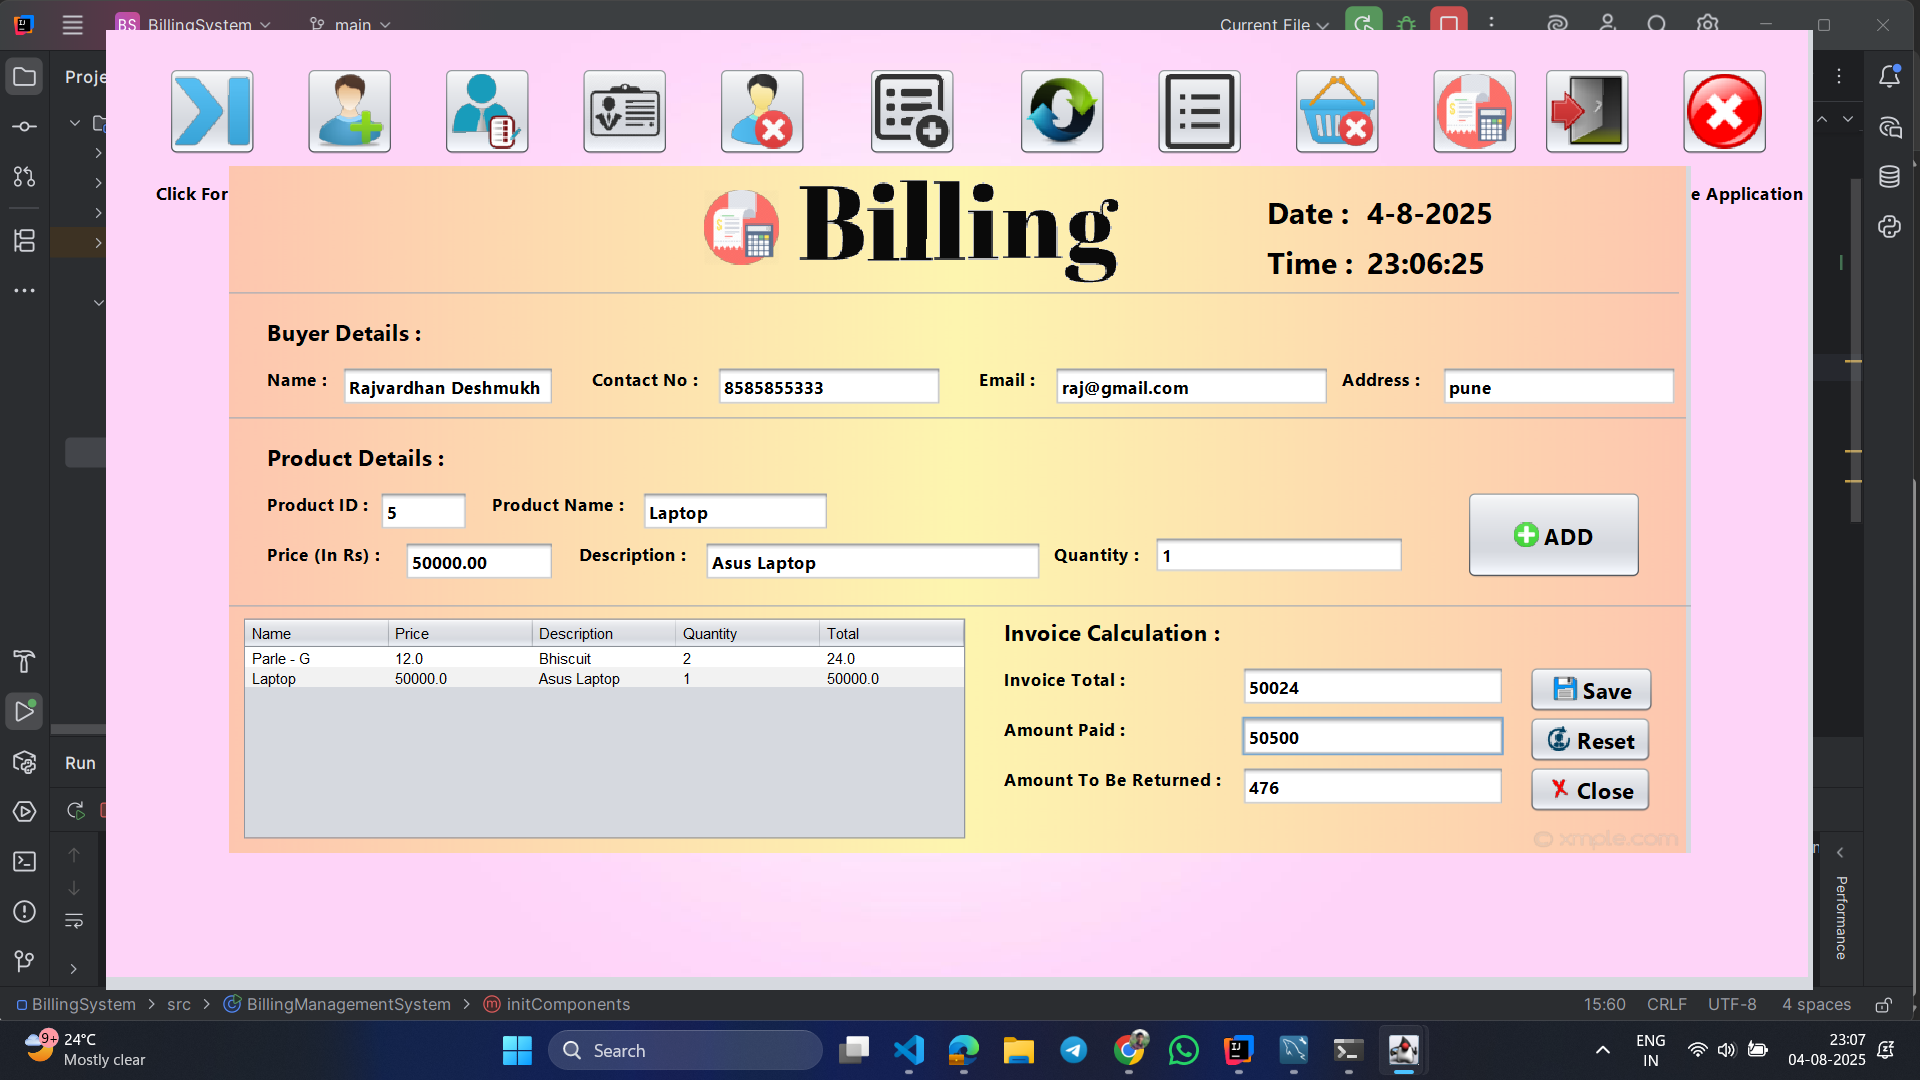 BS BillingSystem main Current File
Proje
Click For
e Application
Billing
Date : 4-8-2025
Time : 23:06:25
Buyer Details :
Name : Rajvardhan Deshmukh Contact No : 8585855333 Email : raj@gmail.com Address : pune
Product Details :
Product ID : 5 Product Name : Laptop
ADD
Price (In Rs) : 50000.00 Description : Asus Laptop Quantity : 1
Name Price Description Quantity Total
Parle - G 12.0 Bhiscuit 2 24.0
Laptop 50000.0 Asus Laptop 1 50000.0
Invoice Calculation :
Invoice Total : 50024 Save
Amount Paid : 50500 Reset
Amount To Be Returned : 476 Close
xmple.com
Run
Performance
BillingSystem > src > BillingManagementSystem > initComponents
15:60 CRLF UTF-8 4 spaces
9+ 24°C
Mostly clear
Search
ENG
IN
23:07
04-08-2025